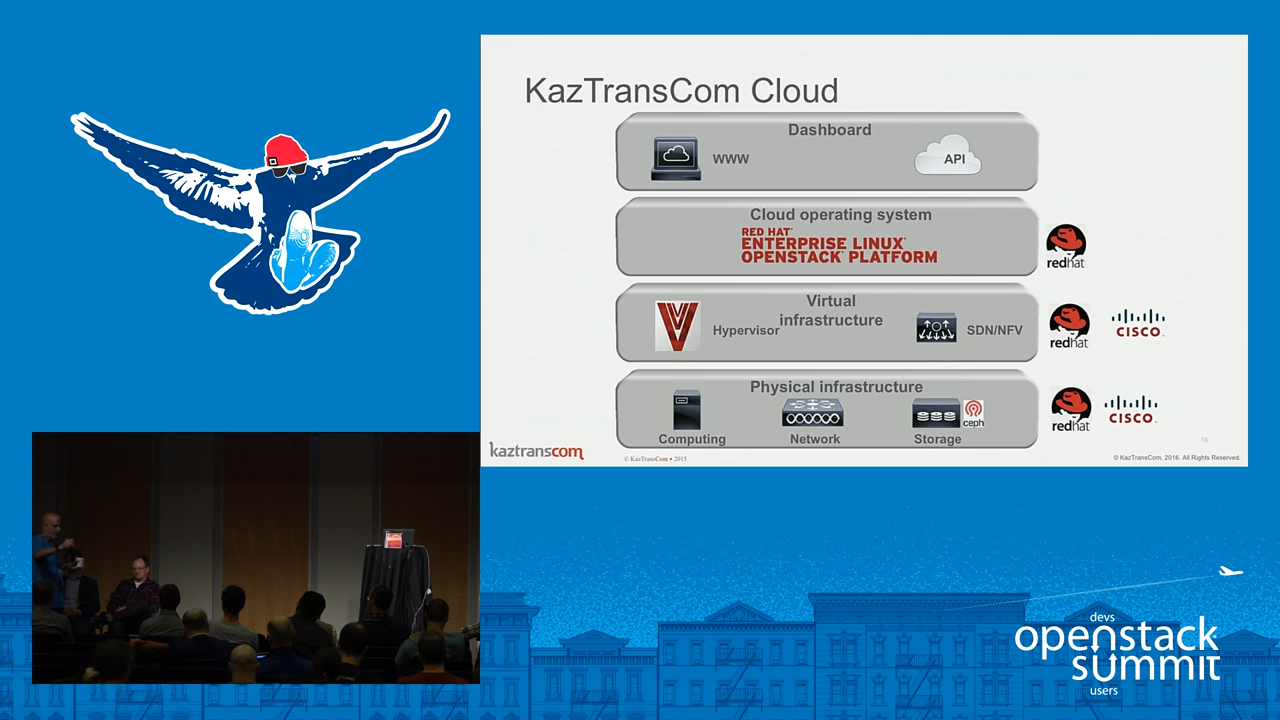 KazTransCom Cloud
Dashboard
WWW
API
Cloud operating system
RED HAT
ENTERPRISE LINUX
OPENSTACK PLATFORM
redhat
Virtual
infrastructure
Hypervisor
SDN/NFV
redhat
CISCO
Physical infrastructure
ceph
Computing
Network
Storage
redhat
CISCO
16
kaztranscom
© KazTransCom • 2015
© KazTransCom, 2016. All Rights Reserved.
devs
openstack
summit
users